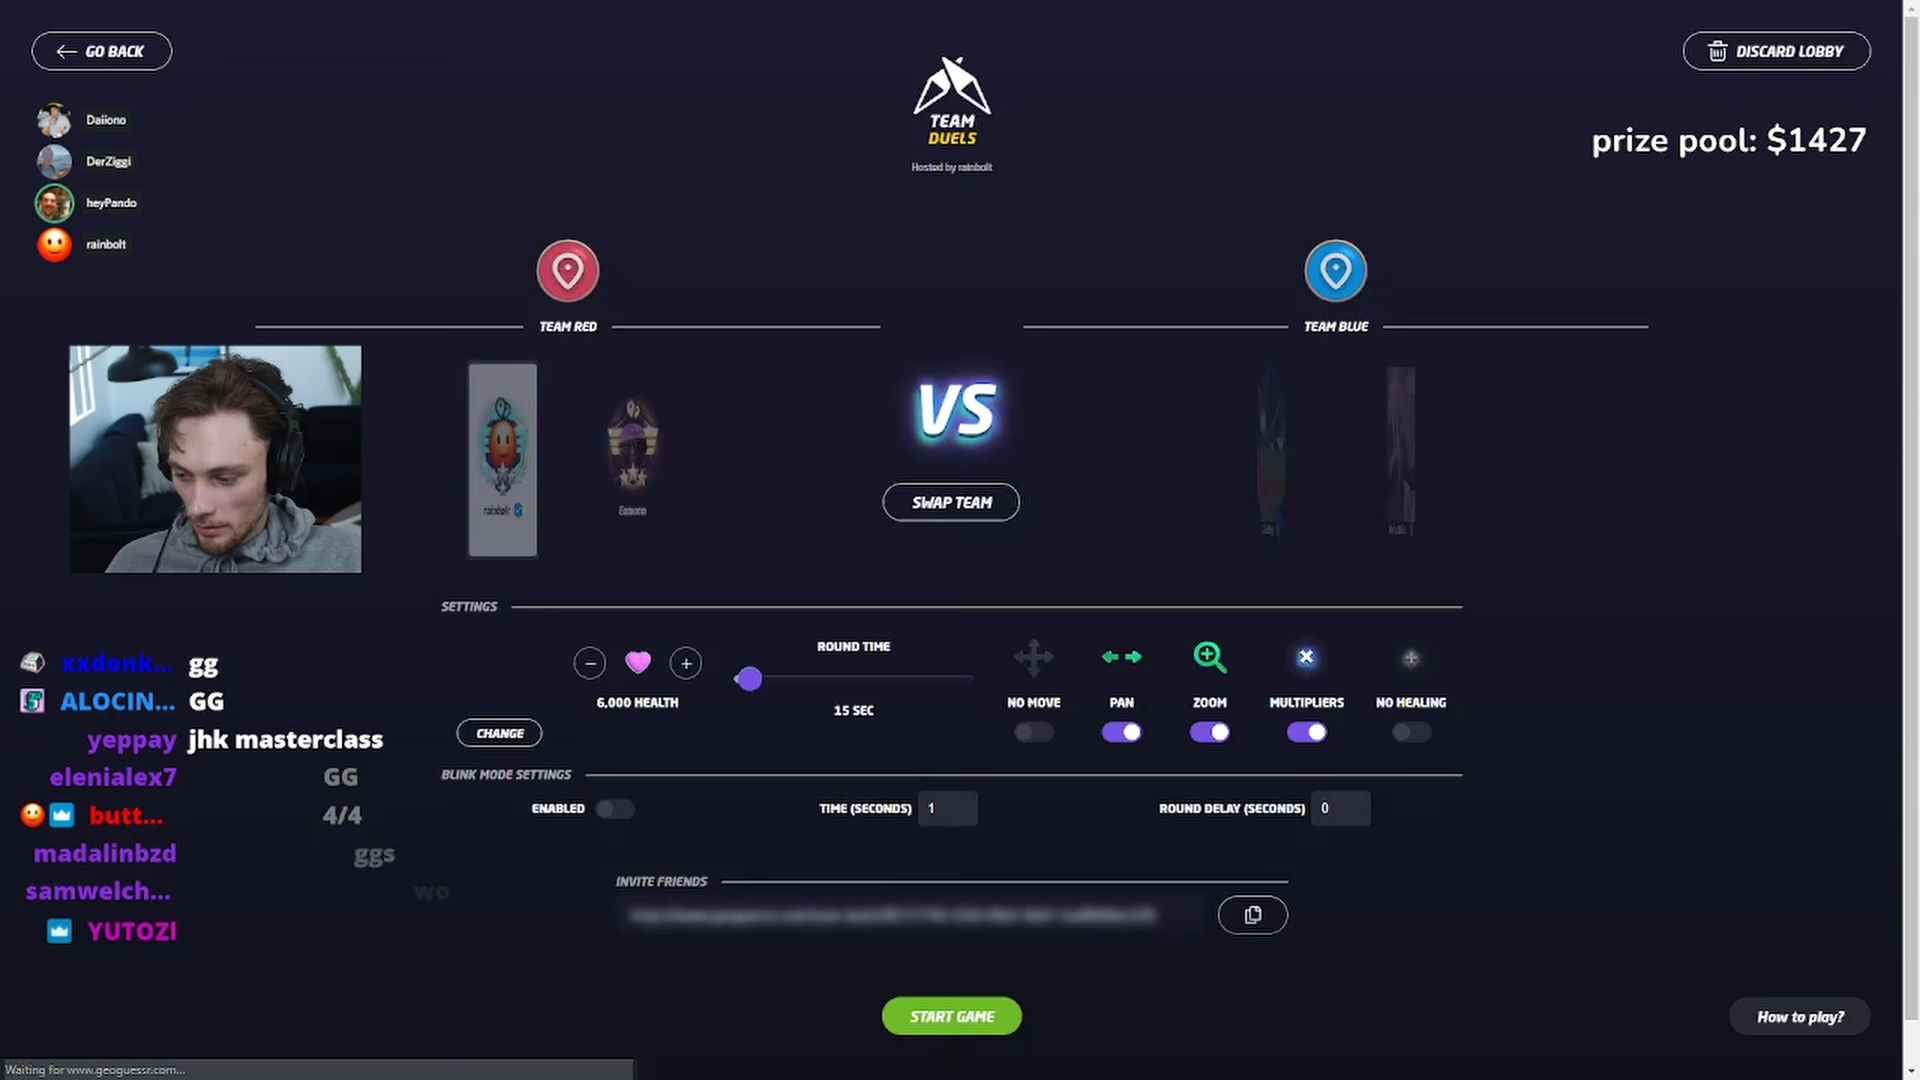 GO BACK
DISCARD LOBBY
Daiiono
DerZiggi
heyPando
rainbolt
TEAM
DUELS
Hosted by rainbolt
prize pool: $1427
TEAM RED
TEAM BLUE
rainbolt
VS
SWAP TEAM
SETTINGS
6,000 HEALTH
ROUND TIME
15 SEC
NO MOVE
PAN
ZOOM
MULTIPLIERS
NO HEALING
CHANGE
BLINK MODE SETTINGS
ENABLED
TIME (SECONDS) 1
ROUND DELAY (SECONDS) 0
INVITE FRIENDS
START GAME
How to play?
xxdonk... gg
ALOCIN... GG
yeppay jhk masterclass
elenialex7 GG
butt... 4/4
madalinbzd ggs
samwelch... wo
YUTOZI
Waiting for www.geoguessr.com...